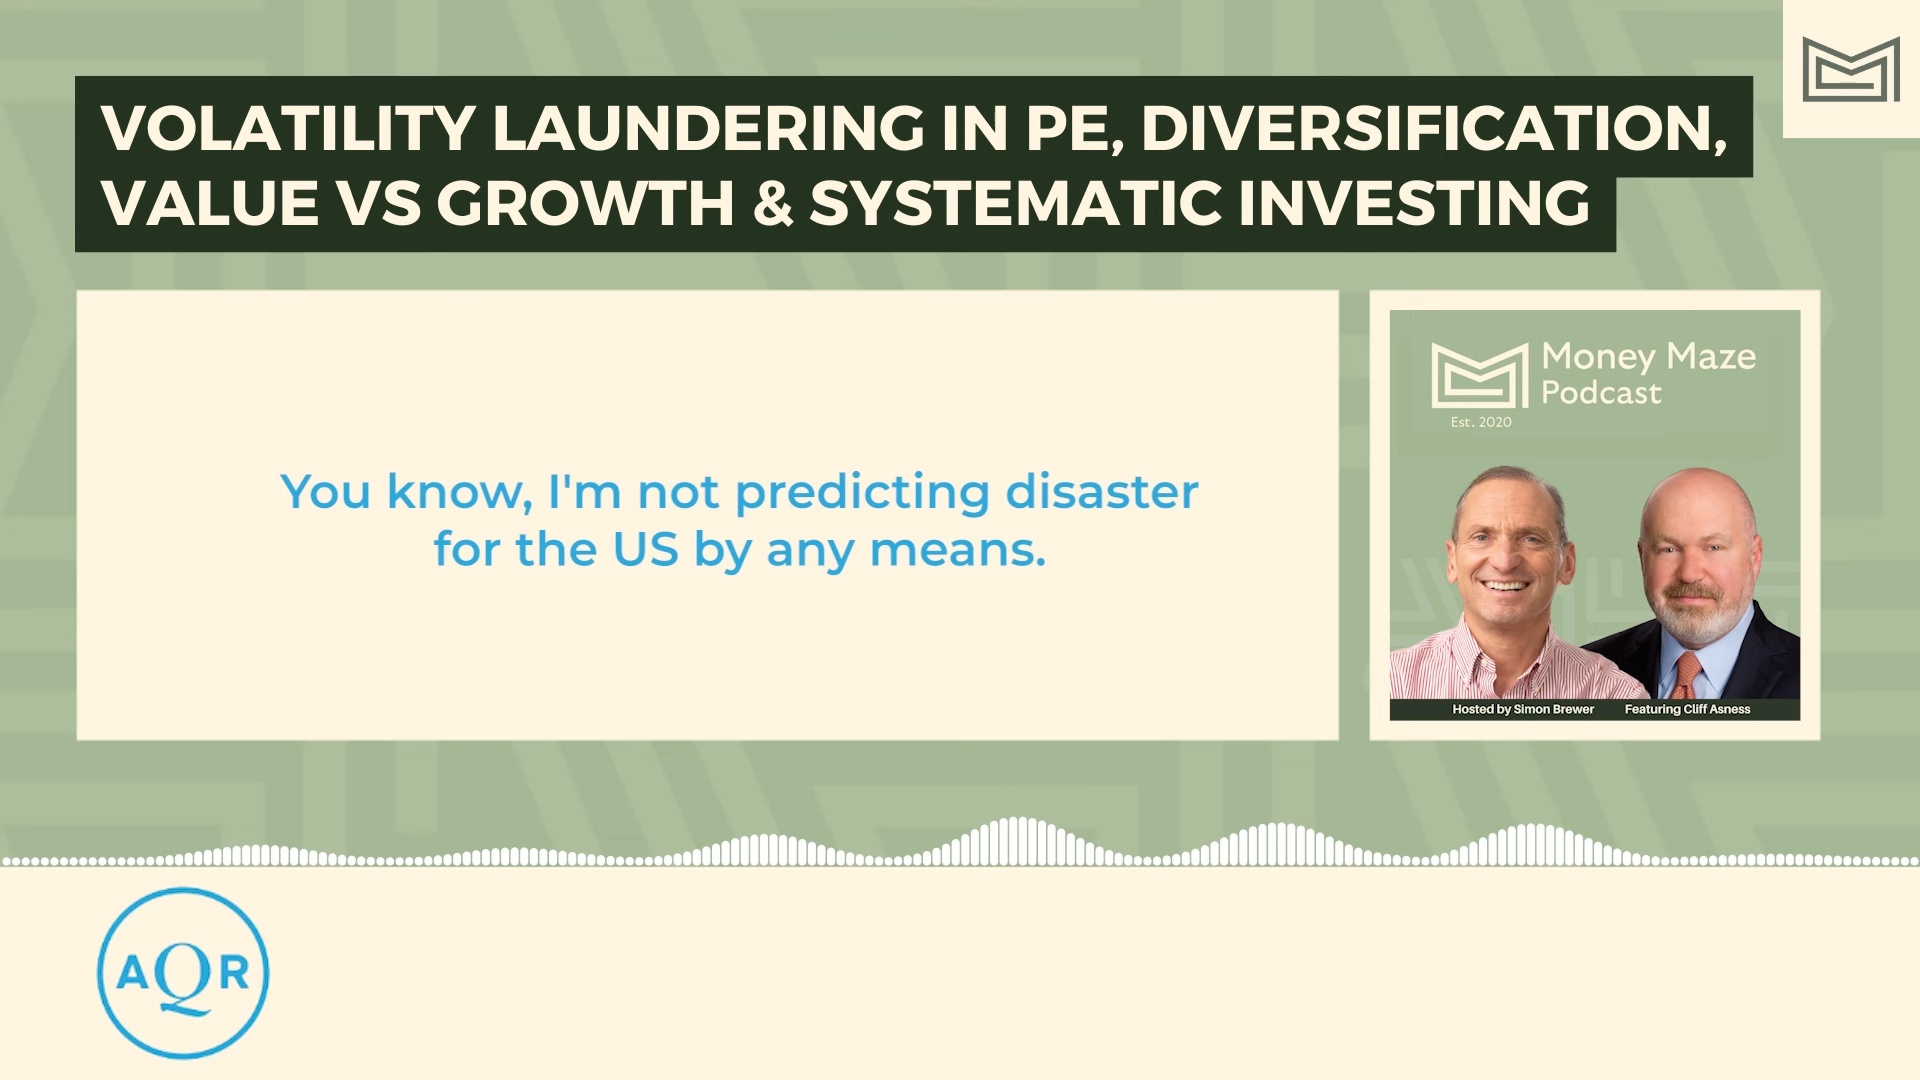 VOLATILITY LAUNDERING IN PE, DIVERSIFICATION,
VALUE VS GROWTH & SYSTEMATIC INVESTING
You know, I'm not predicting disaster
for the US by any means.
Money Maze
Podcast
Est. 2020
Hosted by Simon Brewer
Featuring Cliff Asness
AQR